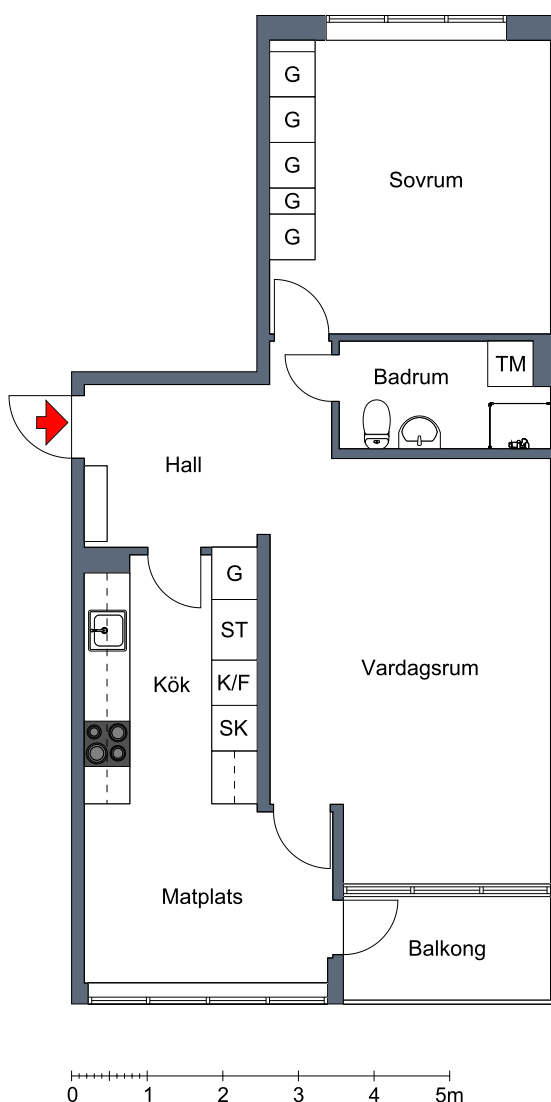 G
G
G
Sovrum
G
G
TM
Badrum
Hall
G
ST
Vardagsrum
Kök
K/F
SK
Matplats
Balkong
0 1 2 3 4 5m